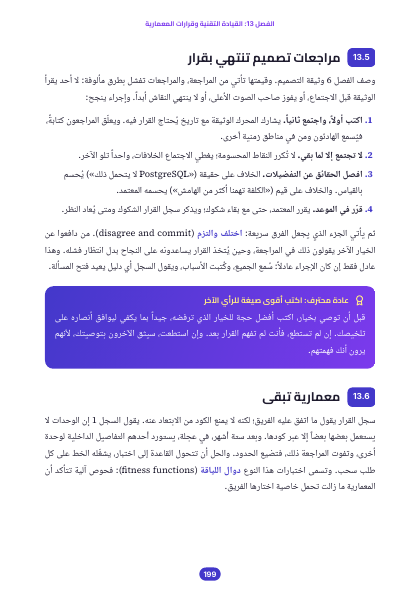 الفصل 13: القيادة التقنية وقرارات المعمارية
13.5 مراجعات تصميم تنتهي بقرار
وصف الفصل 6 وثيقة التصميم. وقيمتها تأتي من المراجعة، والمراجعات تفشل بطرق مألوفة: لا أحد يقرأ
الوثيقة قبل الاجتماع، أو يفوز صاحب الصوت الأعلى، أو لا ينتهي النقاش أبداً. وإجراء ينجح:
1. اكتب أولاً، واجتمع ثانياً. يشارك المحرك الوثيقة مع تاريخ يُحتاج القرار فيه. ويعلّق المراجعون كتابةً،
فيُسمع الهادئون ومن في مناطق زمنية أخرى.
2. لا تجتمع إلا لما بقي. لا تُكرر النقاط المحسومة؛ يغطي الاجتماع الخلافات، واحداً تلو الآخر.
3. افصل الحقائق عن التفضيلات. الخلاف على حقيقة («PostgreSQL لا يتحمل ذلك») يُحسم
بالقياس. والخلاف على قيم («الكلفة تهمنا أكثر من الهامش») يحسمه المعتمد.
4. قرّر في الموعد. يقرر المعتمد، حتى مع بقاء شكوك؛ ويذكر سجل القرار الشكوك ومتى يُعاد النظر.
ثم يأتي الجزء الذي يجعل الفرق سريعة: اختلف والتزم (disagree and commit). من دافعوا عن
الخيار الآخر يقولون ذلك في المراجعة، وحين يُتخذ القرار يساعدونه على النجاح بدل انتظار فشله. وهذا
عادل فقط إن كان الإجراء عادلاً: سُمع الجميع، وكُتبت الأسباب، ويقول السجل أي دليل يعيد فتح المسألة.
عادة محترف: اكتب أقوى صيغة للرأي الآخر
قبل أن توصي بخيار، اكتب أفضل حجة للخيار الذي ترفضه، جيداً بما يكفي ليوافق أنصاره على
تلخيصك. إن لم تستطع، فأنت لم تفهم القرار بعد. وإن استطعت، سيثق الآخرون بتوصيتك، لأنهم
يرون أنك فهمتهم.
13.6 معمارية تبقى
سجل القرار يقول ما اتفق عليه الفريق؛ لكنه لا يمنع الكود من الابتعاد عنه. يقول السجل 1 إن الوحدات لا
يستعمل بعضها بعضاً إلا عبر كودها. وبعد ستة أشهر، في عجلة، يستورد أحدهم التفاصيل الداخلية لوحدة
أخرى، وتفوت المراجعة ذلك، فتضيع الحدود. والحل أن تتحول القاعدة إلى اختبار، يشغّله الخط على كل
طلب سحب. وتسمى اختبارات هذا النوع دوال اللياقة (fitness functions): فحوص آلية تتأكد أن
المعمارية ما زالت تحمل خاصية اختارها الفريق.
199